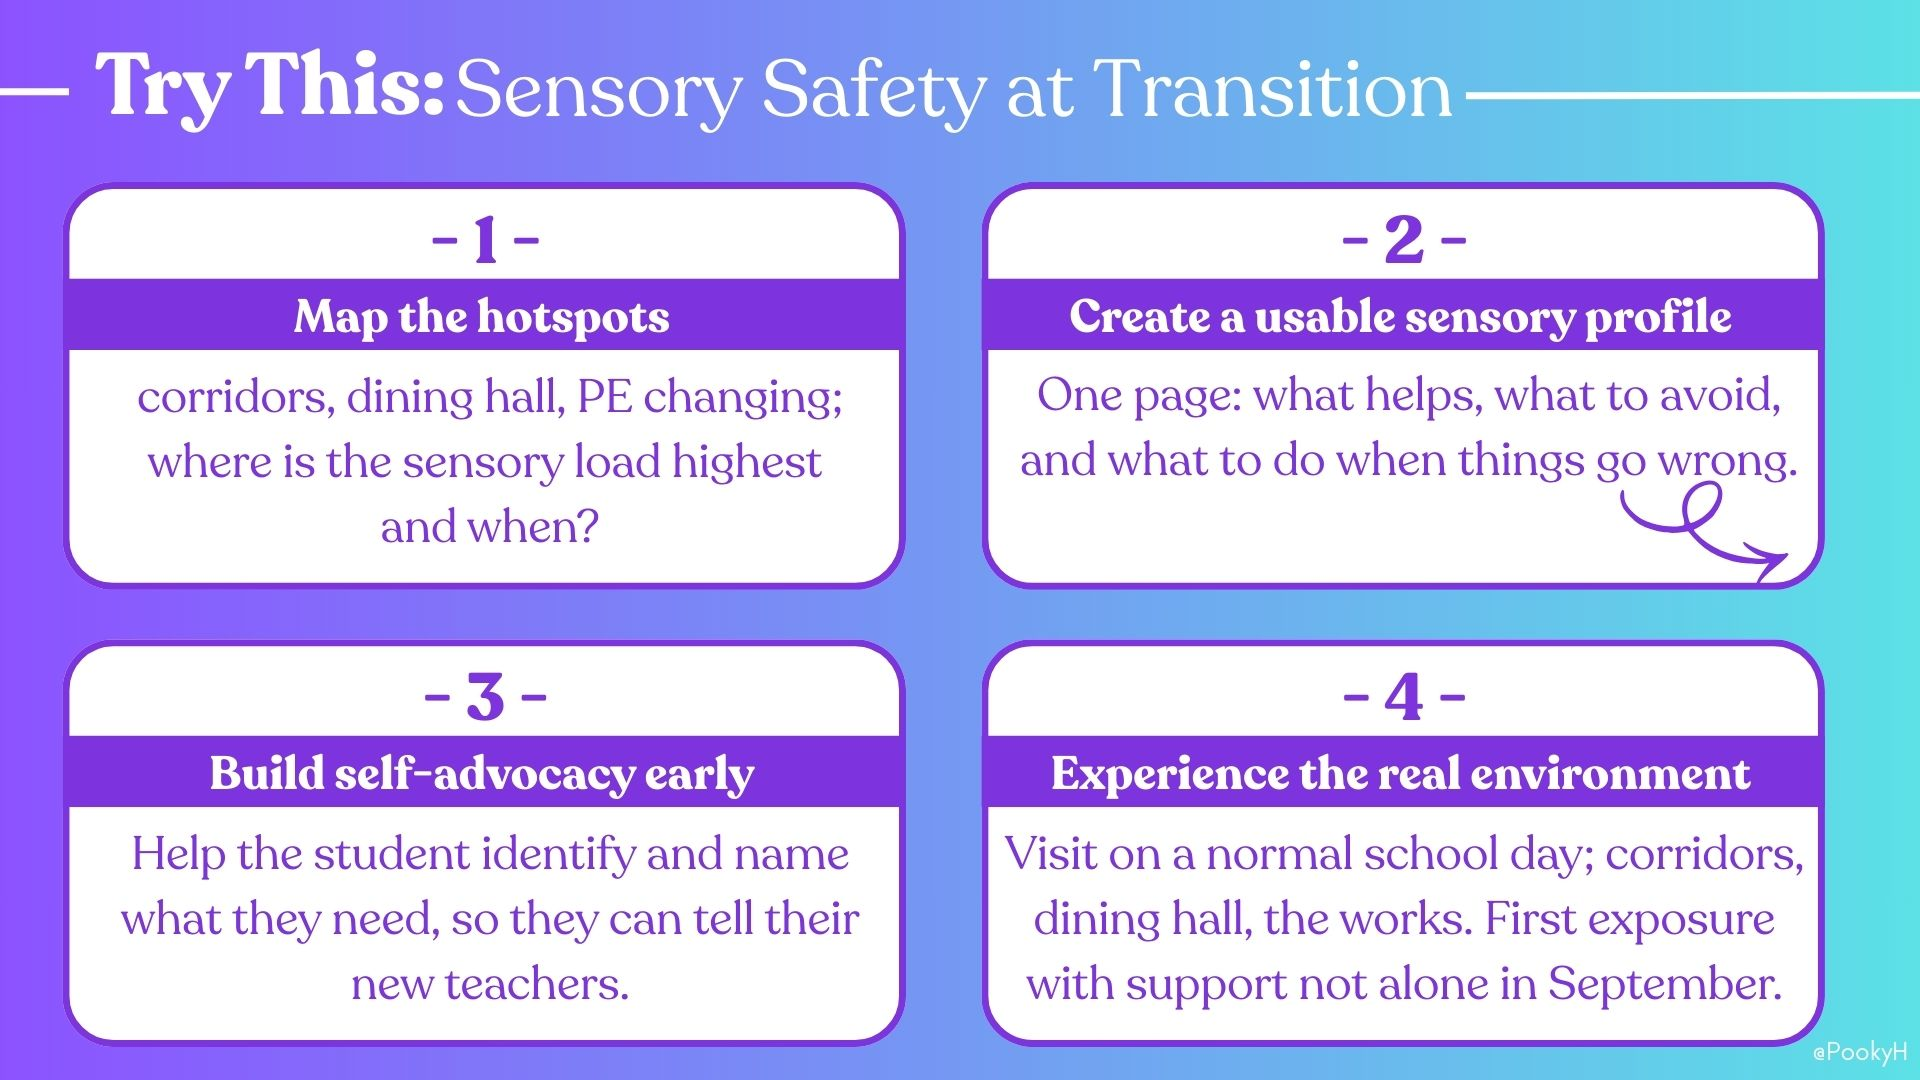 Try This: Sensory Safety at Transition
- 1 -
Map the hotspots
corridors, dining hall, PE changing;
where is the sensory load highest
and when?
- 2 -
Create a usable sensory profile
One page: what helps, what to avoid,
and what to do when things go wrong.
- 3 -
Build self-advocacy early
Help the student identify and name
what they need, so they can tell their
new teachers.
- 4 -
Experience the real environment
Visit on a normal school day; corridors,
dining hall, the works. First exposure
with support not alone in September.
@PookyH